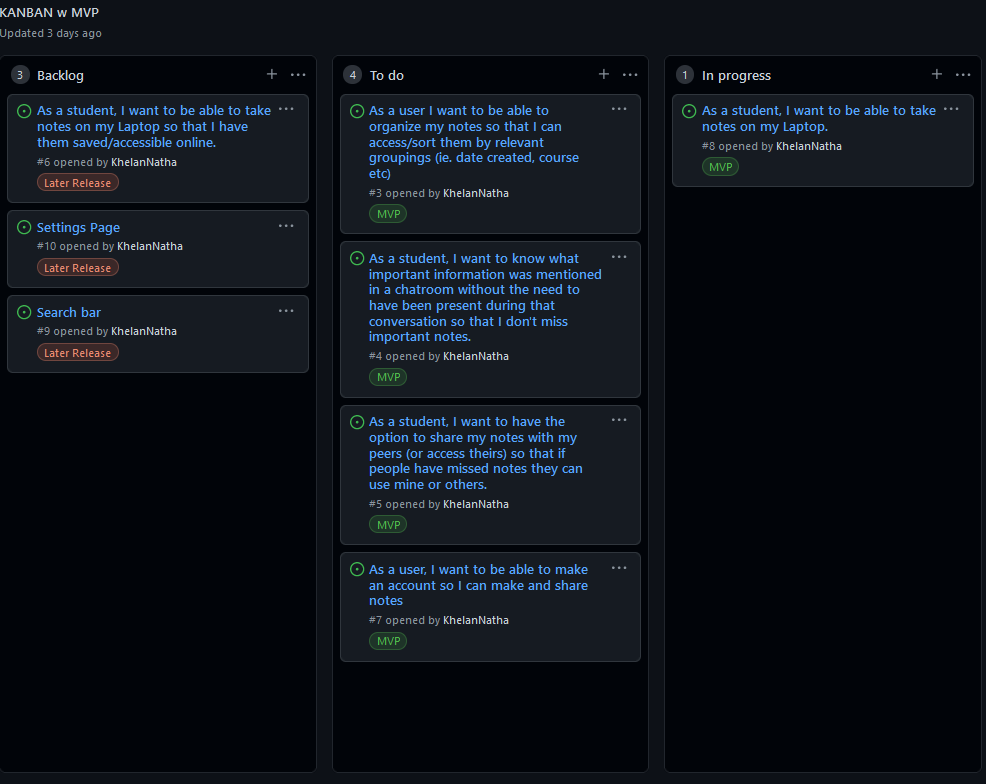 KANBAN w MVP
Updated 3 days ago
3 Backlog
As a student, I want to be able to take
notes on my Laptop so that I have
them saved/accessible online.
#6 opened by KhelanNatha
Later Release
Settings Page
#10 opened by KhelanNatha
Later Release
Search bar
#9 opened by KhelanNatha
Later Release
4 To do
As a user I want to be able to
organize my notes so that I can
access/sort them by relevant
groupings (ie. date created, course
etc)
#3 opened by KhelanNatha
MVP
As a student, I want to know what
important information was mentioned
in a chatroom without the need to
have been present during that
conversation so that I don't miss
important notes.
#4 opened by KhelanNatha
MVP
As a student, I want to have the
option to share my notes with my
peers (or access theirs) so that if
people have missed notes they can
use mine or others.
#5 opened by KhelanNatha
MVP
As a user, I want to be able to make
an account so I can make and share
notes
#7 opened by KhelanNatha
MVP
1 In progress
As a student, I want to be able to take
notes on my Laptop.
#8 opened by KhelanNatha
MVP